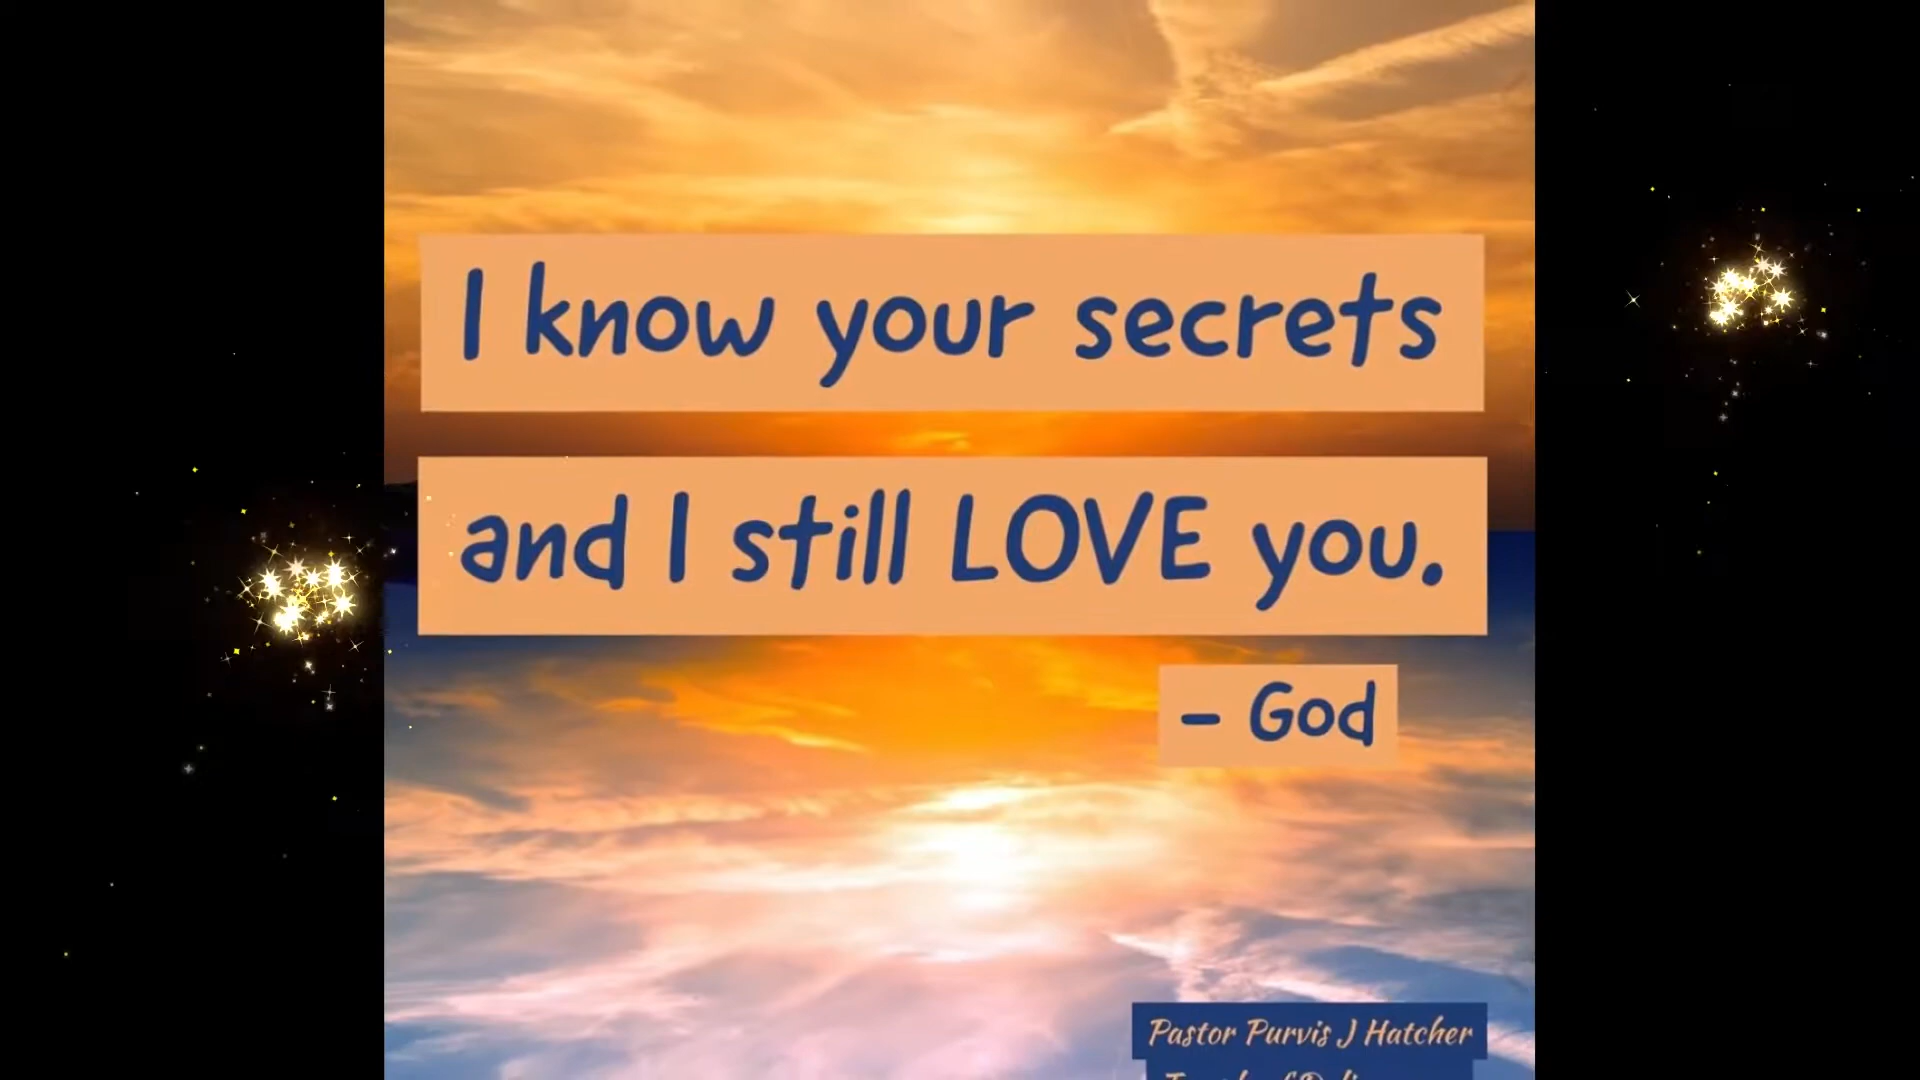 I know your secrets
and I still LOVE you.
- God
Pastor Purvis J Hatcher